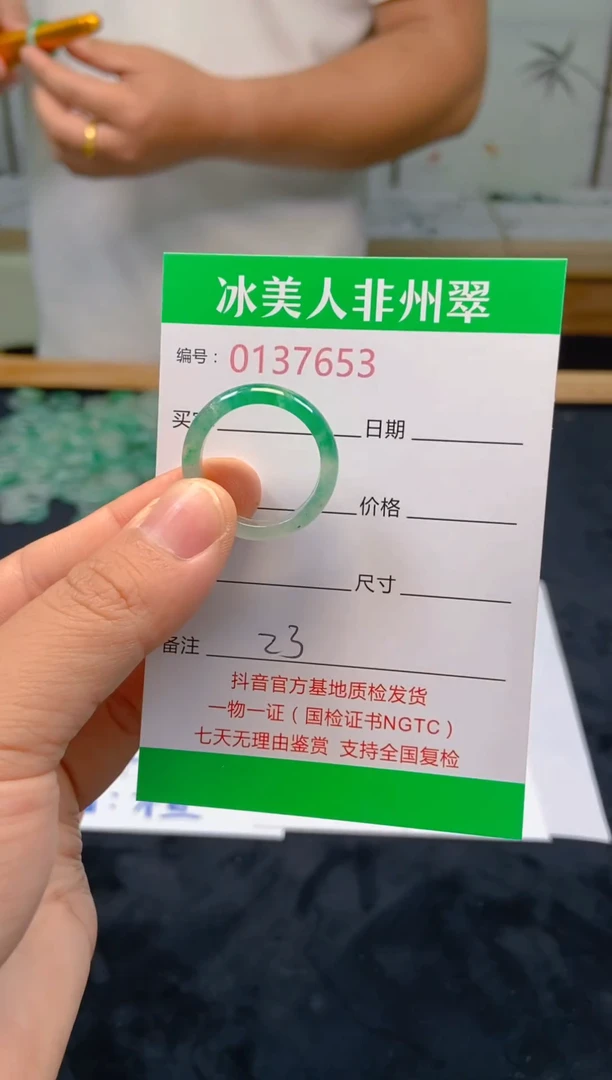 冰美人非州翠
编号：0137653
买 日期
价格
尺寸
备注 23
抖音官方基地质检发货
一物一证（国检证书NGTC）
七天无理由鉴赏 支持全国复检